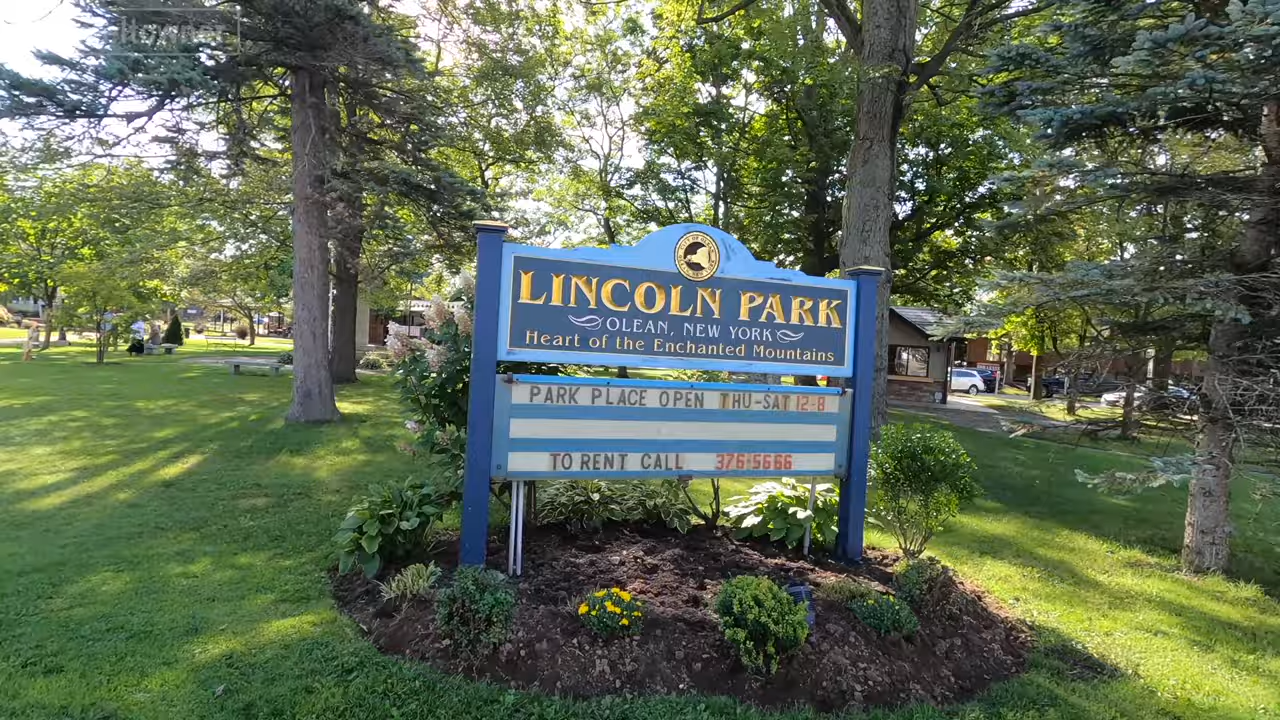 LINCOLN PARK
OLEAN, NEW YORK
Heart of the Enchanted Mountains
PARK PLACE OPEN THU-SAT 12-8
TO RENT CALL 376-5666